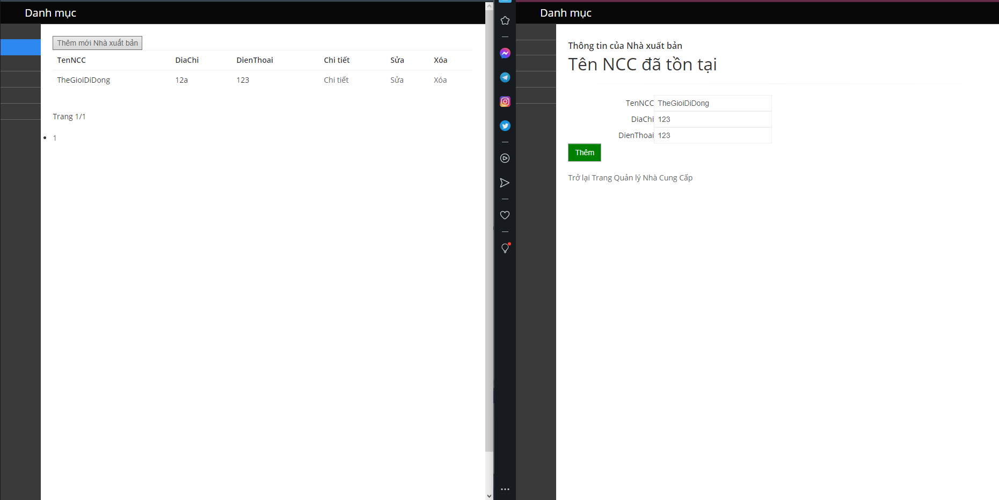 Danh mục
Thêm mới Nhà xuất bản
TenNCC DiaChi DienThoai Chi tiết Sửa Xóa
TheGioiDiDong 12a 123 Chi tiết Sửa Xóa
Trang 1/1
1
Danh mục
Thông tin của Nhà xuất bản
Tên NCC đã tồn tại
TenNCC TheGioiDiDong
DiaChi 123
DienThoai 123
Thêm
Trở lại Trang Quản lý Nhà Cung Cấp